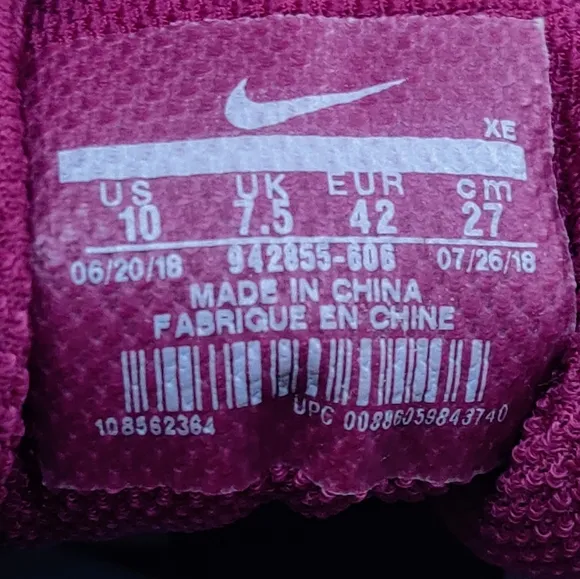 XE
US UK EUR cm
10 7.5 42 27
06/20/18 942855-606 07/26/18
MADE IN CHINA
FABRIQUE EN CHINE
108562364 UPC 00886059843740